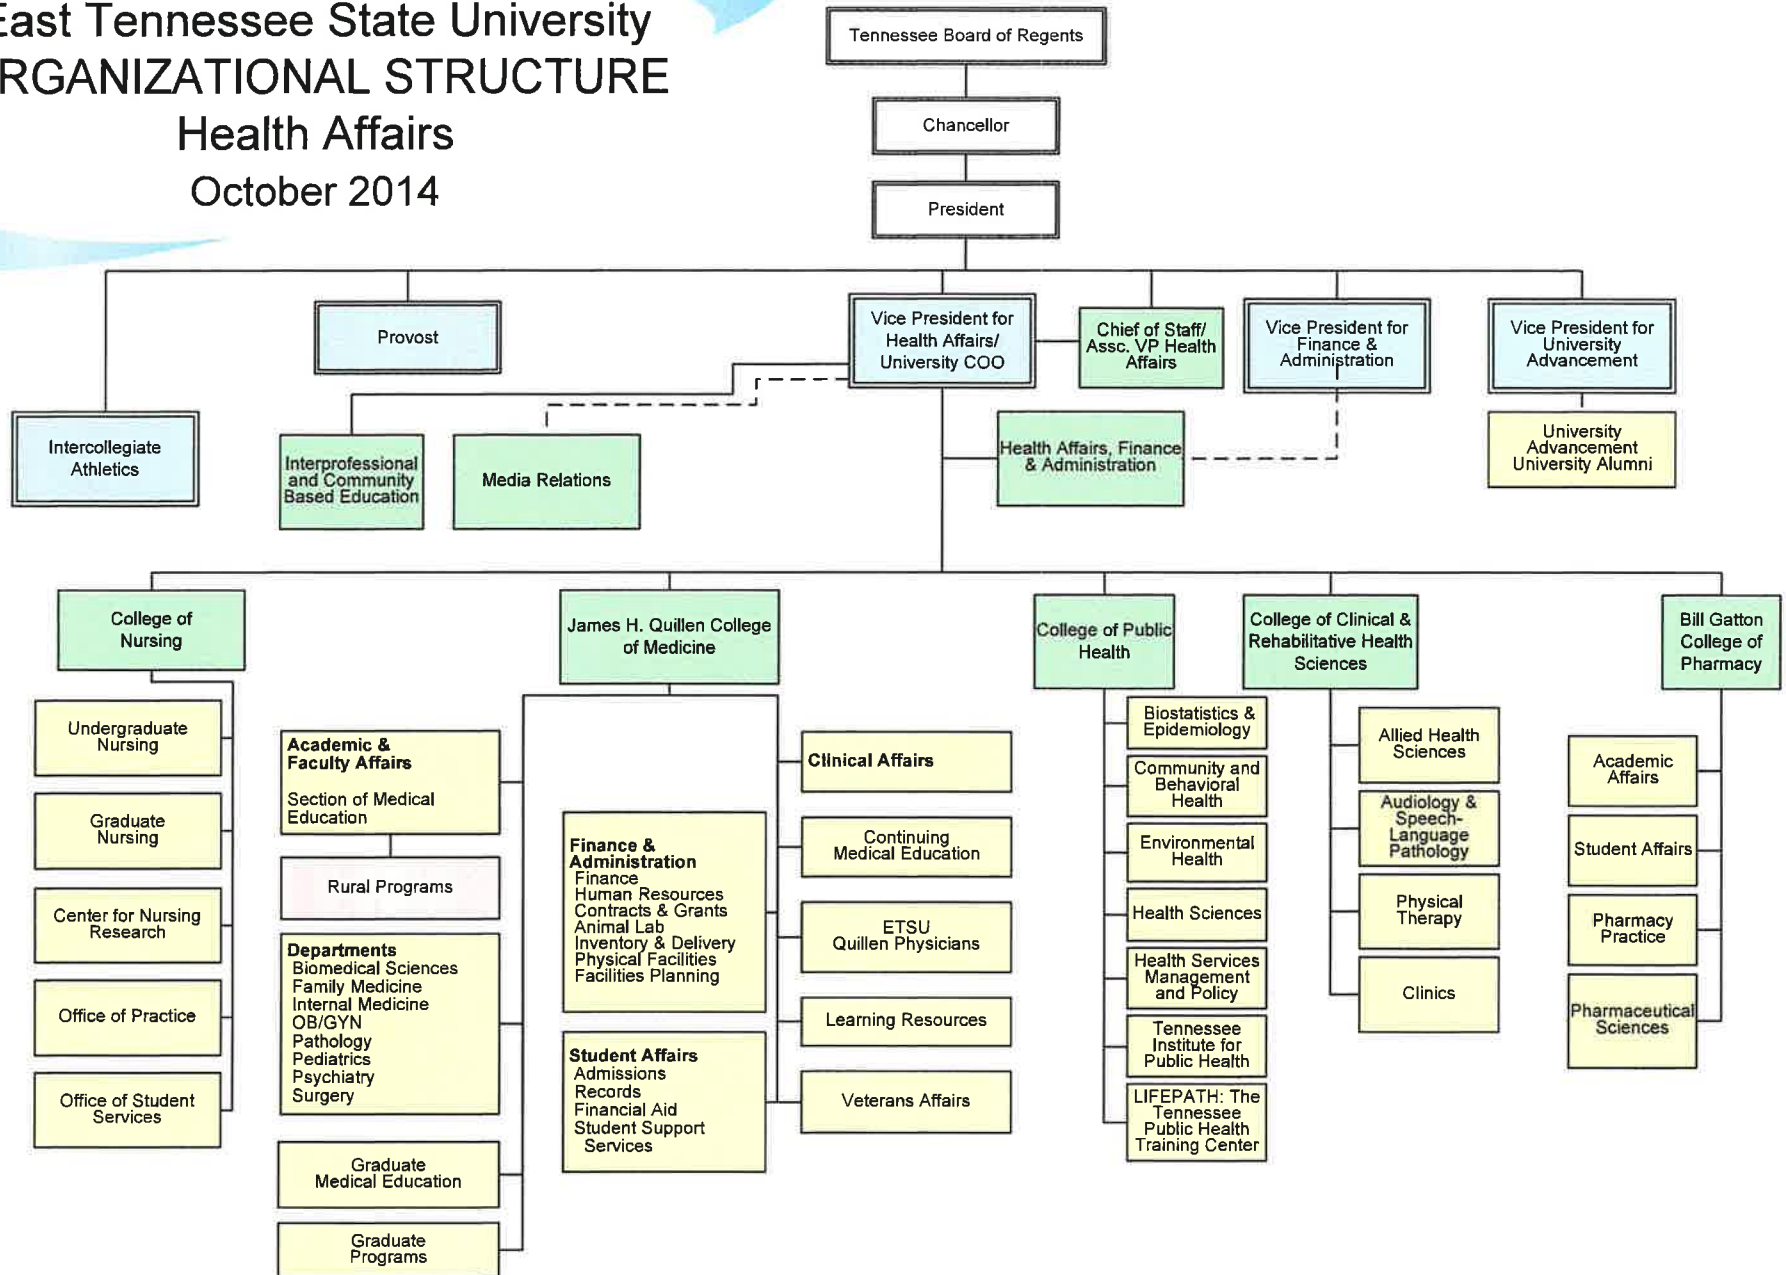 East Tennessee State University
RGANIZATIONAL STRUCTURE
Health Affairs
October 2014
Tennessee Board of Regents
Chancellor
President
Intercollegiate
Athletics
Provost
Vice President for
Health Affairs/
University COO
Chief of Staff/
Assc. VP Health
Affairs
Vice President for
Finance &
Administration
Vice President for
University
Advancement
Interprofessional
and Community
Based Education
Media Relations
Health Affairs, Finance
& Administration
University
Advancement
University Alumni
College of
Nursing
Undergraduate
Nursing
Graduate
Nursing
Center for Nursing
Research
Office of Practice
Office of Student
Services
James H. Quillen College
of Medicine
Academic &
Faculty Affairs
Section of Medical
Education
Rural Programs
Departments
Biomedical Sciences
Family Medicine
Internal Medicine
OB/GYN
Pathology
Pediatrics
Psychiatry
Surgery
Graduate
Medical Education
Graduate
Programs
Finance &
Administration
Finance
Human Resources
Contracts & Grants
Animal Lab
Inventory & Delivery
Physical Facilities
Facilities Planning
Student Affairs
Admissions
Records
Financial Aid
Student Support
Services
Clinical Affairs
Continuing
Medical Education
ETSU
Quillen Physicians
Learning Resources
Veterans Affairs
College of Public
Health
Biostatistics &
Epidemiology
Community and
Behavioral
Health
Environmental
Health
Health Sciences
Health Services
Management
and Policy
Tennessee
Institute for
Public Health
LIFEPATH: The
Tennessee
Public Health
Training Center
College of Clinical &
Rehabilitative Health
Sciences
Allied Health
Sciences
Audiology &
Speech-
Language
Pathology
Physical
Therapy
Clinics
Bill Gatton
College of
Pharmacy
Academic
Affairs
Student Affairs
Pharmacy
Practice
Pharmaceutical
Sciences